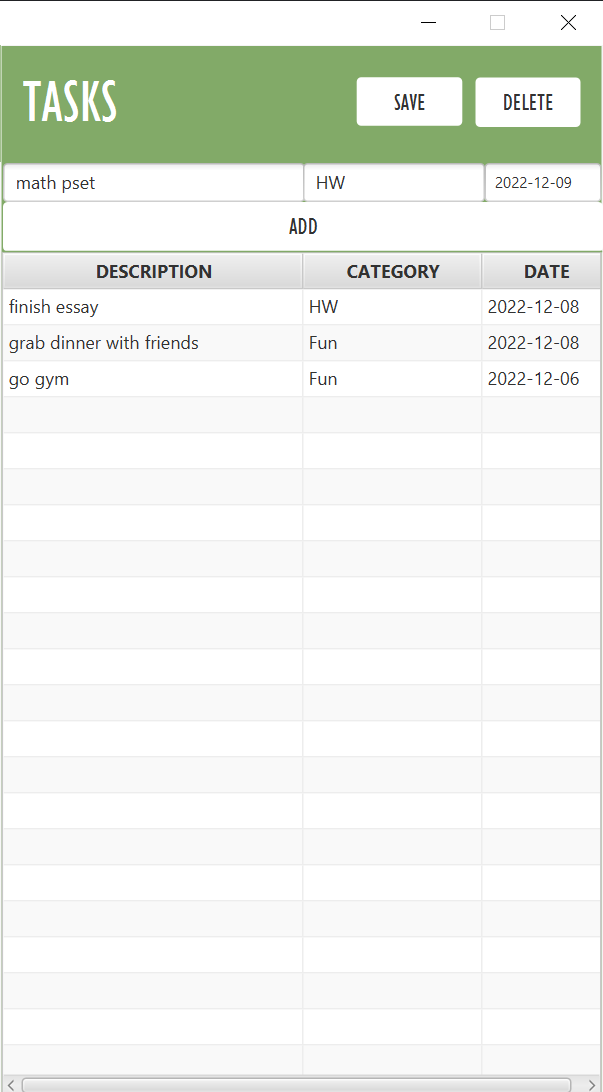 TASKS SAVE DELETE
math pset HW 2022-12-09
ADD
DESCRIPTION CATEGORY DATE
finish essay HW 2022-12-08
grab dinner with friends Fun 2022-12-08
go gym Fun 2022-12-06